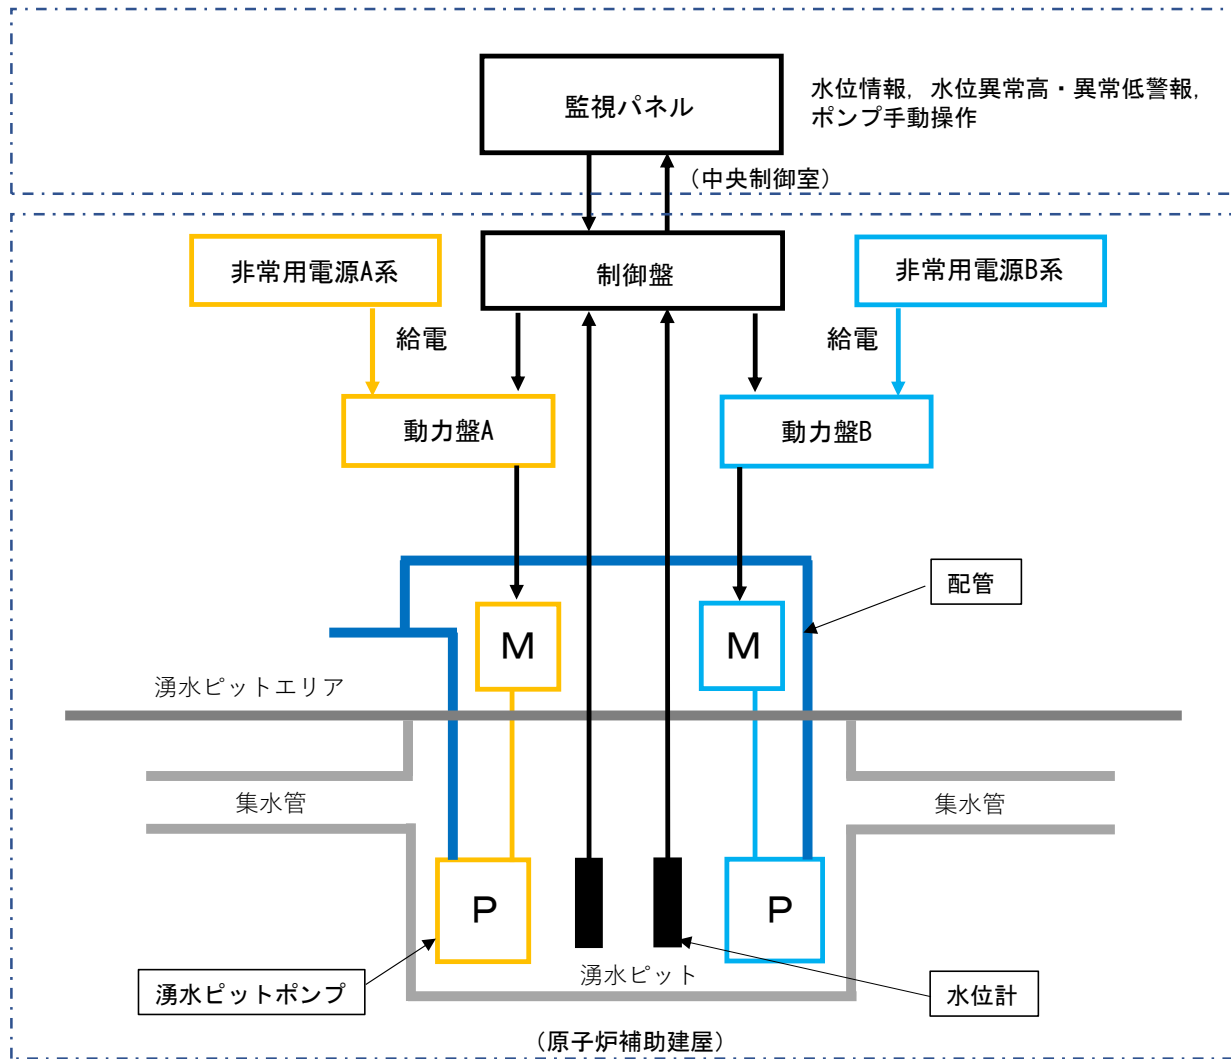 監視パネル
水位情報，水位異常高・異常低警報，
ポンプ手動操作
（中央制御室）
非常用電源A系
制御盤
非常用電源B系
給電
給電
動力盤A
動力盤B
配管
M
M
湧水ピットエリア
集水管
集水管
P
P
湧水ピット
湧水ピットポンプ
水位計
（原子炉補助建屋）